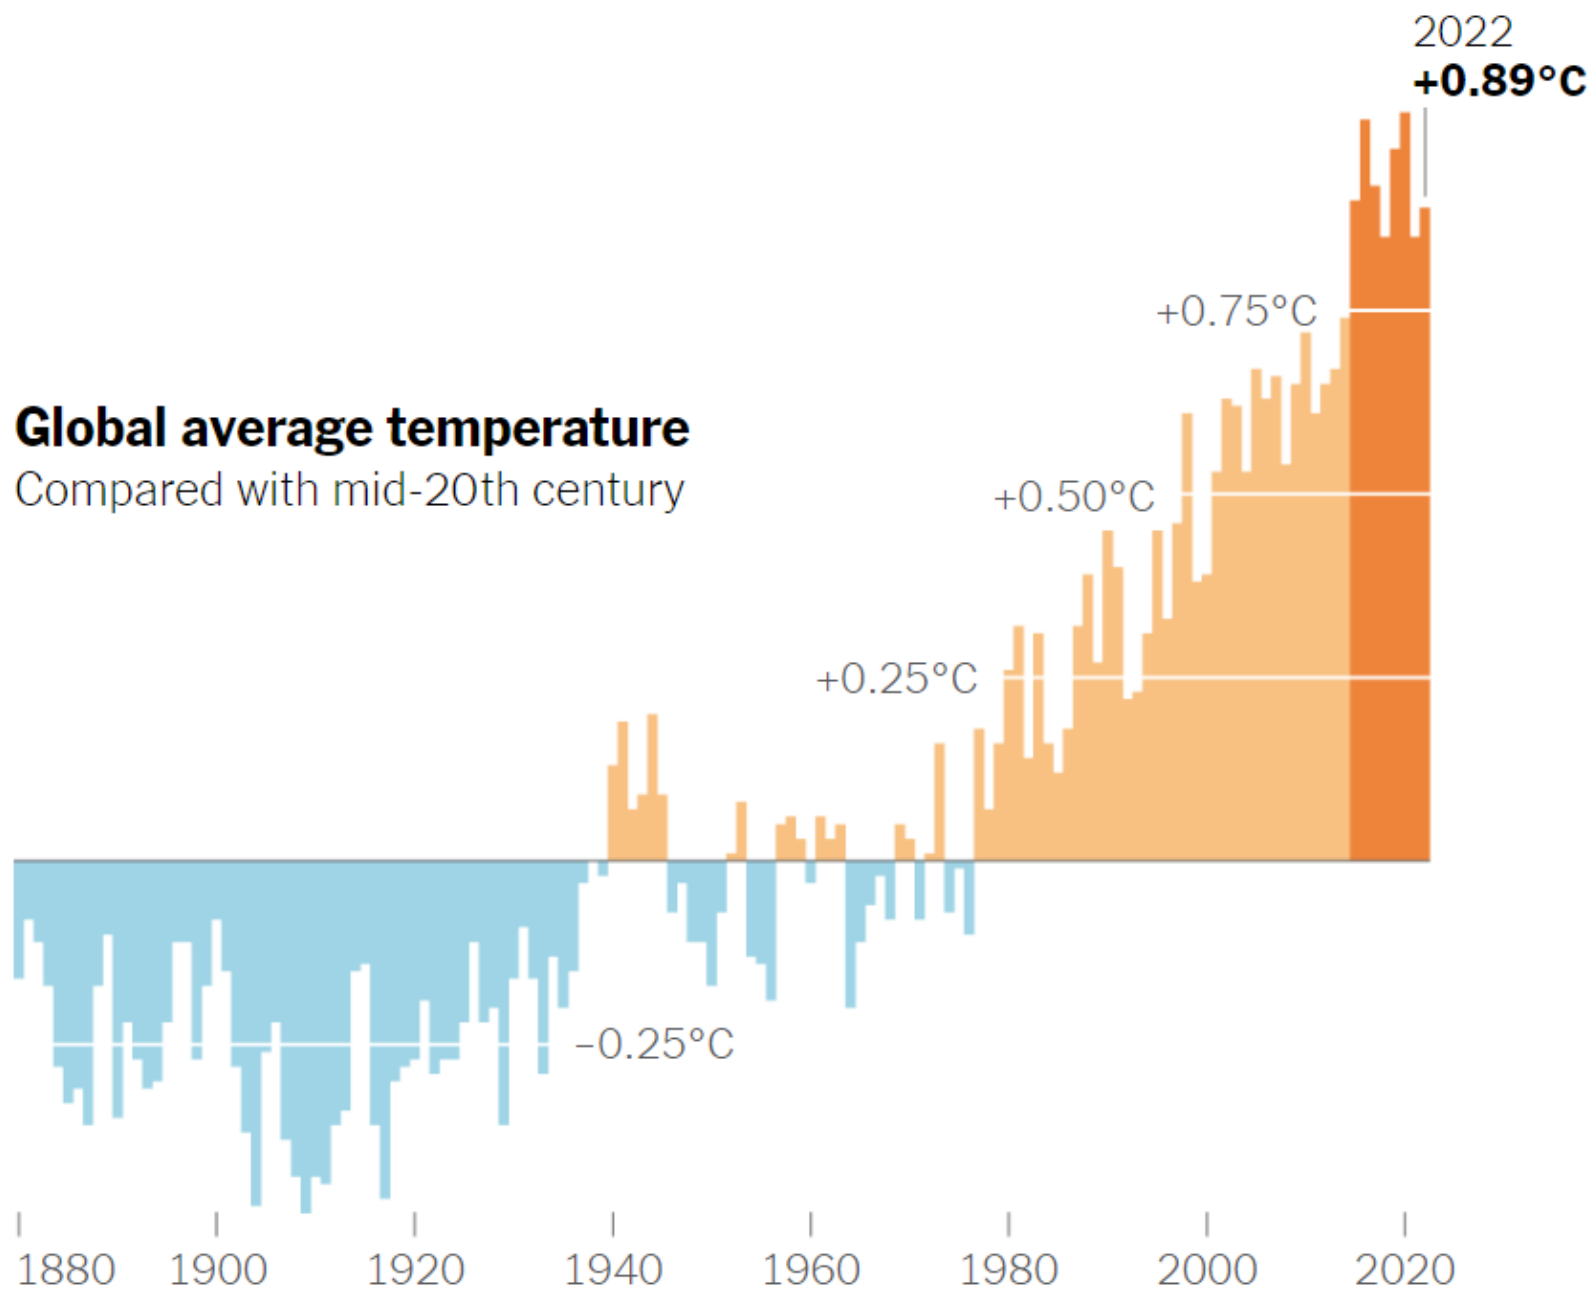 2022
+0.89°C
+0.75°C
Global average temperature
Compared with mid-20th century
+0.50°C
+0.25°C
−0.25°C
1880 1900 1920 1940 1960 1980 2000 2020